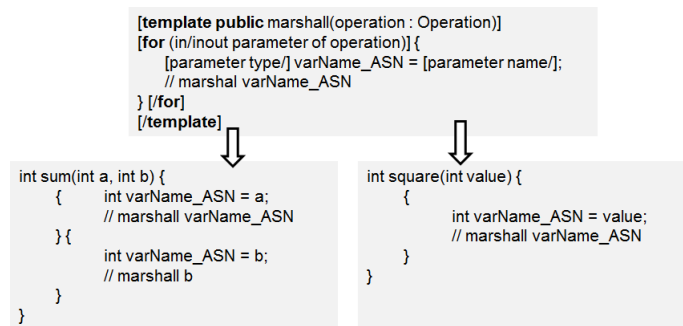 [template public marshall(operation : Operation)]
[for (in/inout parameter of operation)] {
[parameter type/] varName_ASN = [parameter name/];
// marshal varName_ASN
} [/for]
[/template]
int sum(int a, int b) {
{ int varName_ASN = a;
// marshall varName_ASN
} {
int varName_ASN = b;
// marshall b
}
}
int square(int value) {
{
int varName_ASN = value;
// marshall varName_ASN
}
}